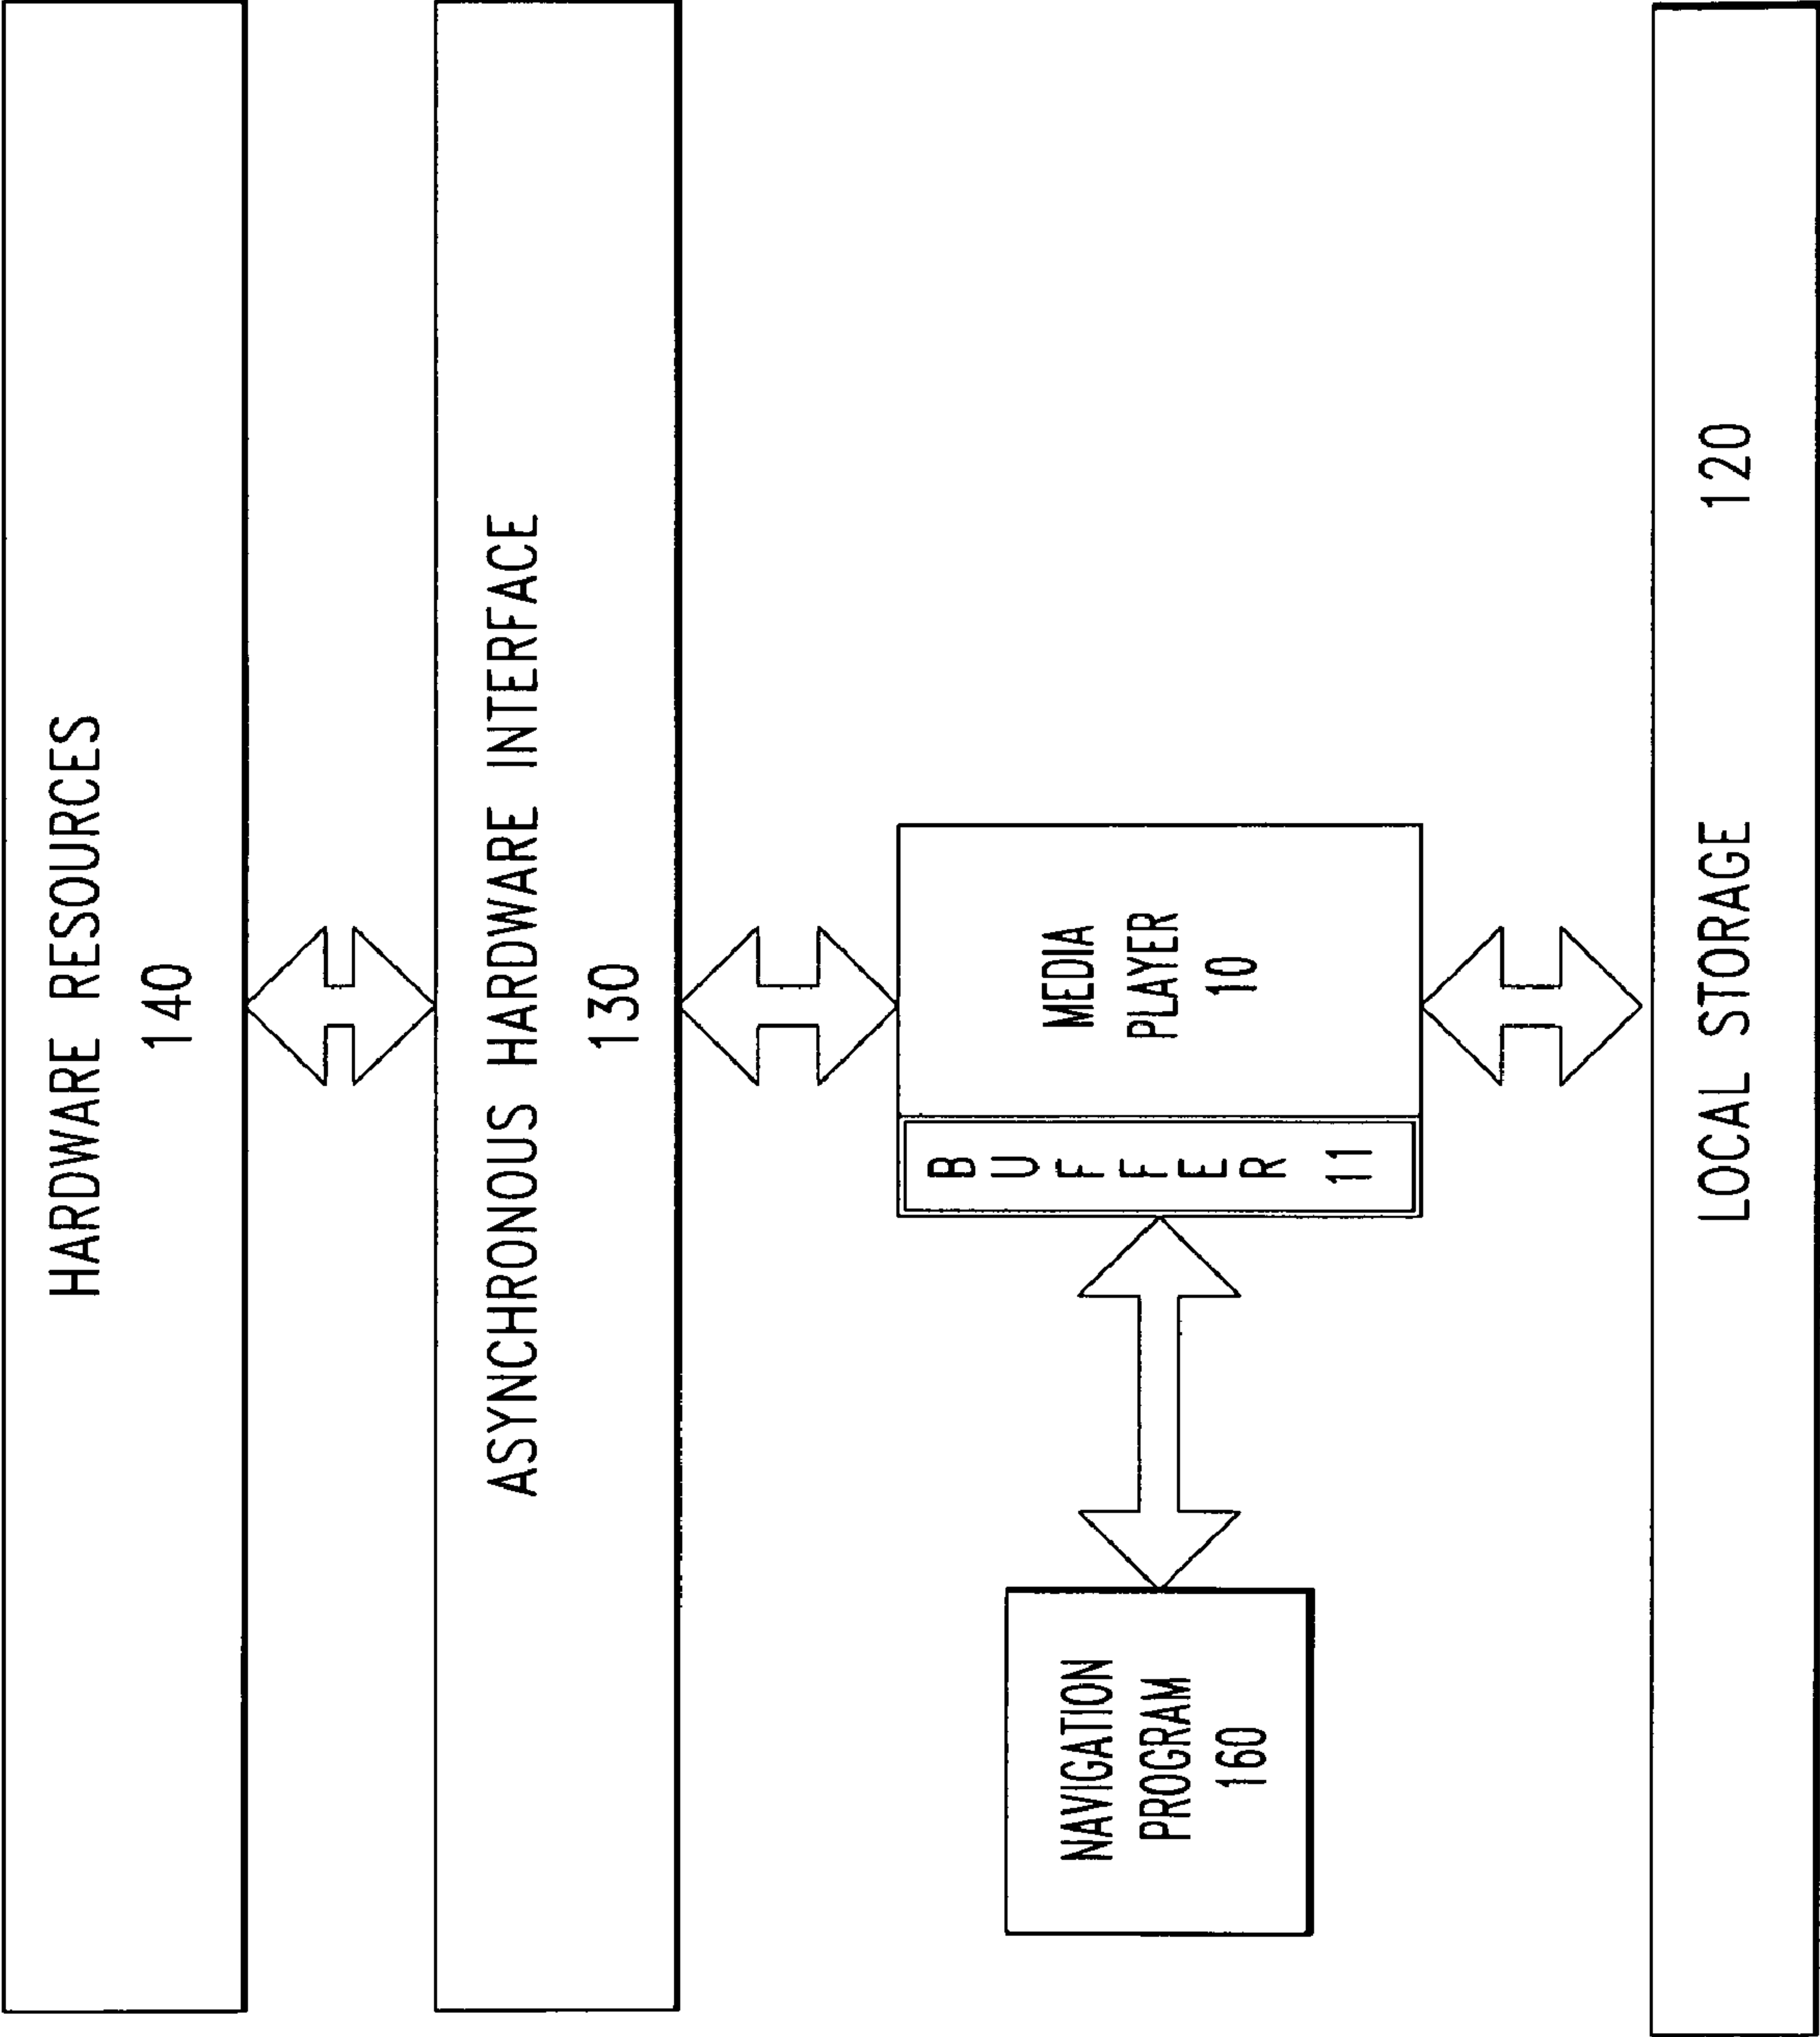 HARDWARE RESOURCES
140
ASYNCHRONOUS HARDWARE INTERFACE
130
NAVIGATION
PROGRAM
160
BUFFER
11
MEDIA
PLAYER
10
LOCAL STORAGE 120